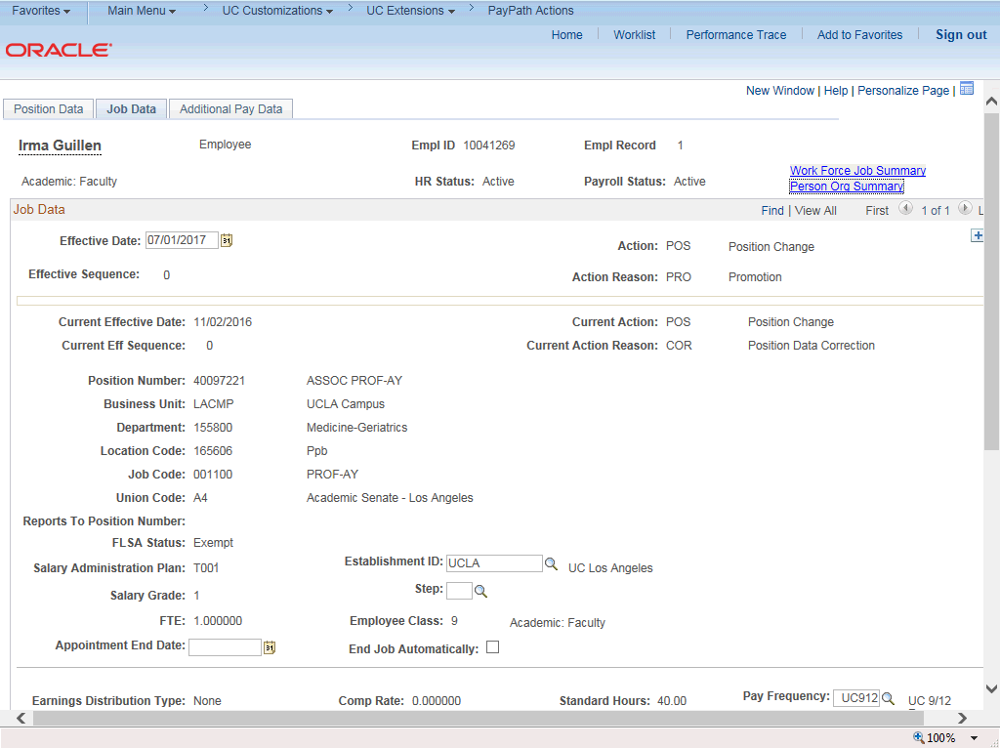 Favorites Main Menu > UC Customizations > UC Extensions > PayPath Actions
Home Worklist Performance Trace Add to Favorites Sign out
ORACLE
New Window | Help | Personalize Page |
Position Data Job Data Additional Pay Data
Irma Guillen Employee Empl ID 10041269 Empl Record 1
Academic: Faculty HR Status: Active Payroll Status: Active
Work Force Job Summary
Person Org Summary
Job Data Find | View All First 1 of 1 L
Effective Date: 07/01/2017 Action: POS Position Change
Effective Sequence: 0 Action Reason: PRO Promotion
Current Effective Date: 11/02/2016 Current Action: POS Position Change
Current Eff Sequence: 0 Current Action Reason: COR Position Data Correction
Position Number: 40097221 ASSOC PROF-AY
Business Unit: LACMP UCLA Campus
Department: 155800 Medicine-Geriatrics
Location Code: 165606 Ppb
Job Code: 001100 PROF-AY
Union Code: A4 Academic Senate - Los Angeles
Reports To Position Number:
FLSA Status: Exempt
Salary Administration Plan: T001 Establishment ID: UCLA UC Los Angeles
Salary Grade: 1 Step:
FTE: 1.000000 Employee Class: 9 Academic: Faculty
Appointment End Date: End Job Automatically:
Earnings Distribution Type: None Comp Rate: 0.000000 Standard Hours: 40.00 Pay Frequency: UC912 UC 9/12
100%